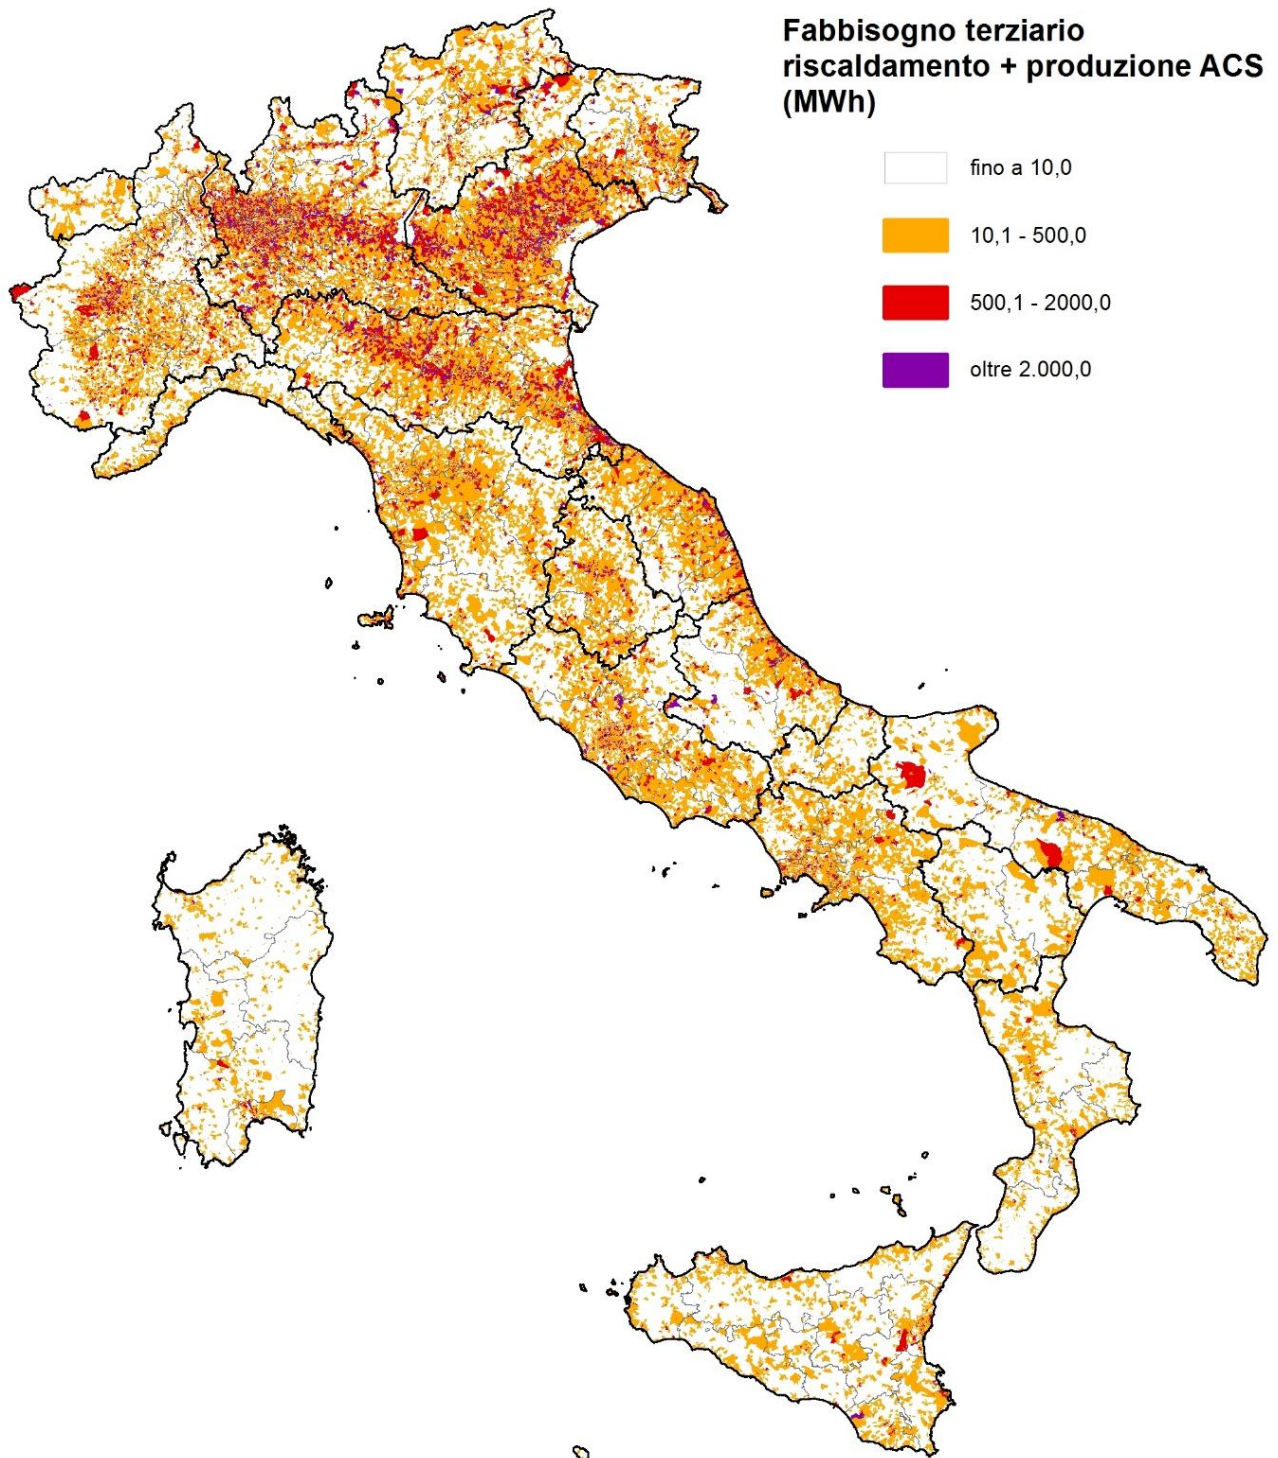 Fabbisogno terziario
riscaldamento + produzione ACS
(MWh)
fino a 10,0
10,1 - 500,0
500,1 - 2000,0
oltre 2.000,0